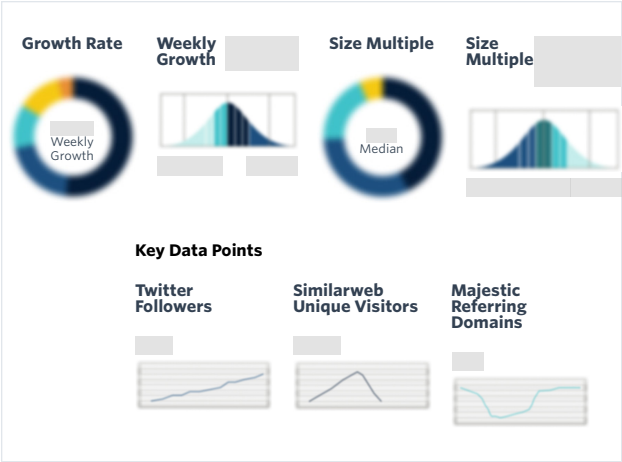 Growth Rate
Weekly
Growth
Size Multiple
Size
Multiple
Weekly
Growth
Median
Key Data Points
Twitter
Followers
Similarweb
Unique Visitors
Majestic
Referring
Domains